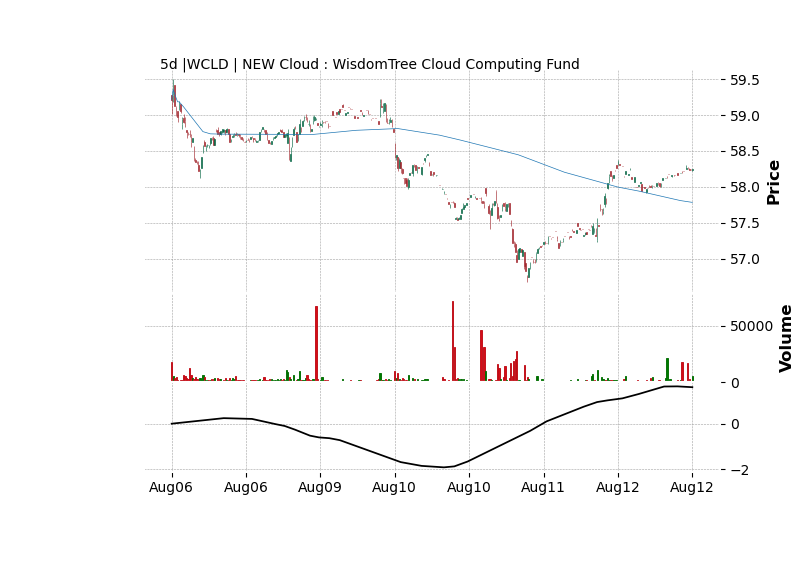 5d |WCLD | NEW Cloud : WisdomTree Cloud Computing Fund
59.5
59.0
58.5
58.0
57.5
57.0
Price
50000
0
Volume
0
−2
Aug06 Aug06 Aug09 Aug10 Aug10 Aug11 Aug12 Aug12